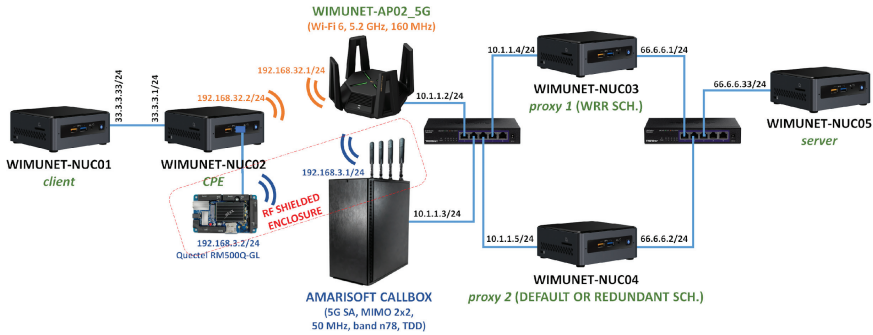 WIMUNET-AP02_5G
(Wi-Fi 6, 5.2 GHz, 160 MHz)
192.168.32.1/24
192.168.32.2/24
33.3.3.33/24
33.3.3.1/24
10.1.1.2/24
10.1.1.4/24
66.6.6.1/24
66.6.6.33/24
WIMUNET-NUC01
client
WIMUNET-NUC02
CPE
WIMUNET-NUC03
proxy 1 (WRR SCH.)
WIMUNET-NUC05
server
192.168.3.1/24
RF SHIELDED
ENCLOSURE
192.168.3.2/24
Quectel RM500Q-GL
10.1.1.3/24
10.1.1.5/24
66.6.6.2/24
WIMUNET-NUC04
proxy 2 (DEFAULT OR REDUNDANT SCH.)
AMARISOFT CALLBOX
(5G SA, MIMO 2x2,
50 MHz, band n78, TDD)